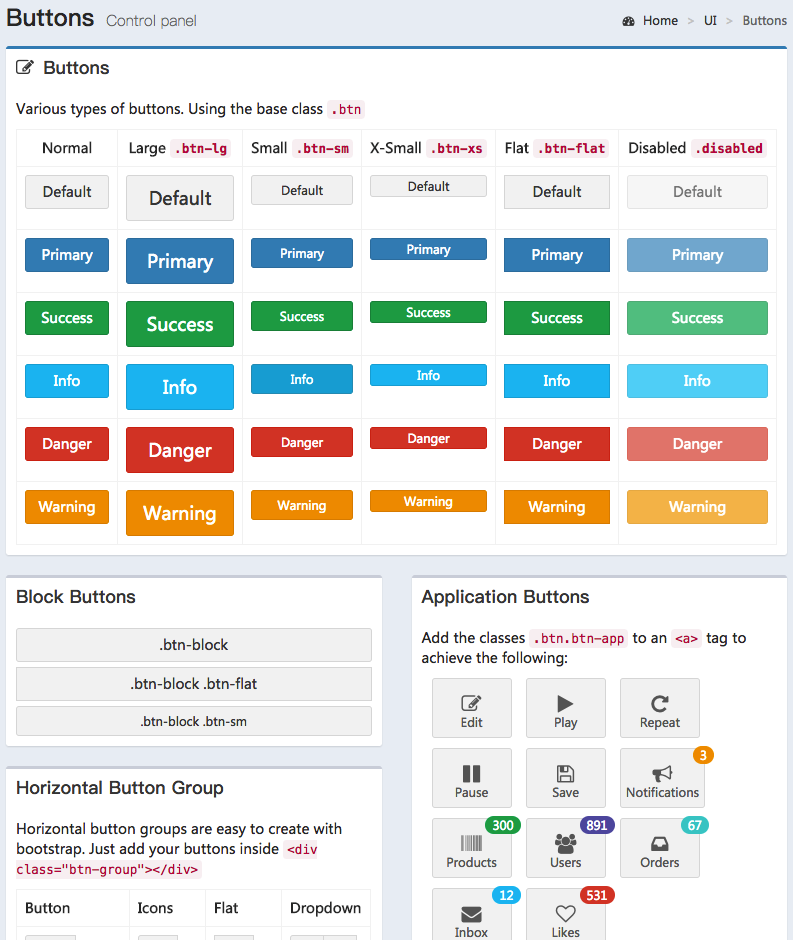 Buttons Control panel
Home > UI > Buttons
Buttons
Various types of buttons. Using the base class .btn
Normal Large .btn-lg Small .btn-sm X-Small .btn-xs Flat .btn-flat Disabled .disabled
Default Default Default Default Default Default
Primary Primary Primary Primary Primary Primary
Success Success Success Success Success Success
Info Info Info Info Info Info
Danger Danger Danger Danger Danger Danger
Warning Warning Warning Warning Warning Warning
Block Buttons
.btn-block
.btn-block .btn-flat
.btn-block .btn-sm
Horizontal Button Group
Horizontal button groups are easy to create with
bootstrap. Just add your buttons inside <div
class="btn-group"></div>
Button Icons Flat Dropdown
Application Buttons
Add the classes .btn.btn-app to an <a> tag to
achieve the following:
Edit Play Repeat
3
Pause Save Notifications
300 891 67
Products Users Orders
12 531
Inbox Likes